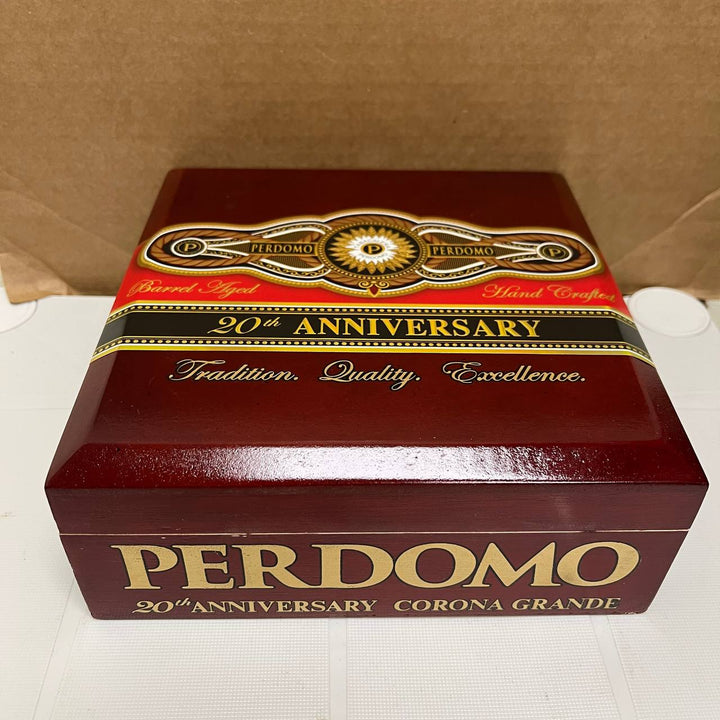 P PERDOMO P PERDOMO P
Barrel Aged Hand Crafted
20th ANNIVERSARY
Tradition. Quality. Excellence.
PERDOMO
20th ANNIVERSARY CORONA GRANDE